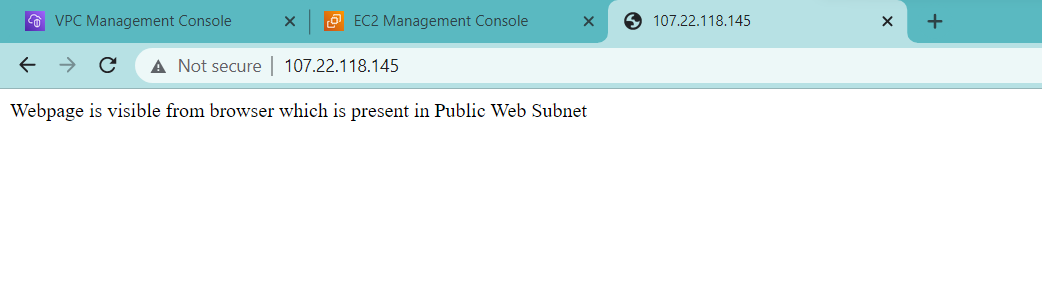 VPC Management Console
EC2 Management Console
107.22.118.145
Not secure
107.22.118.145
Webpage is visible from browser which is present in Public Web Subnet